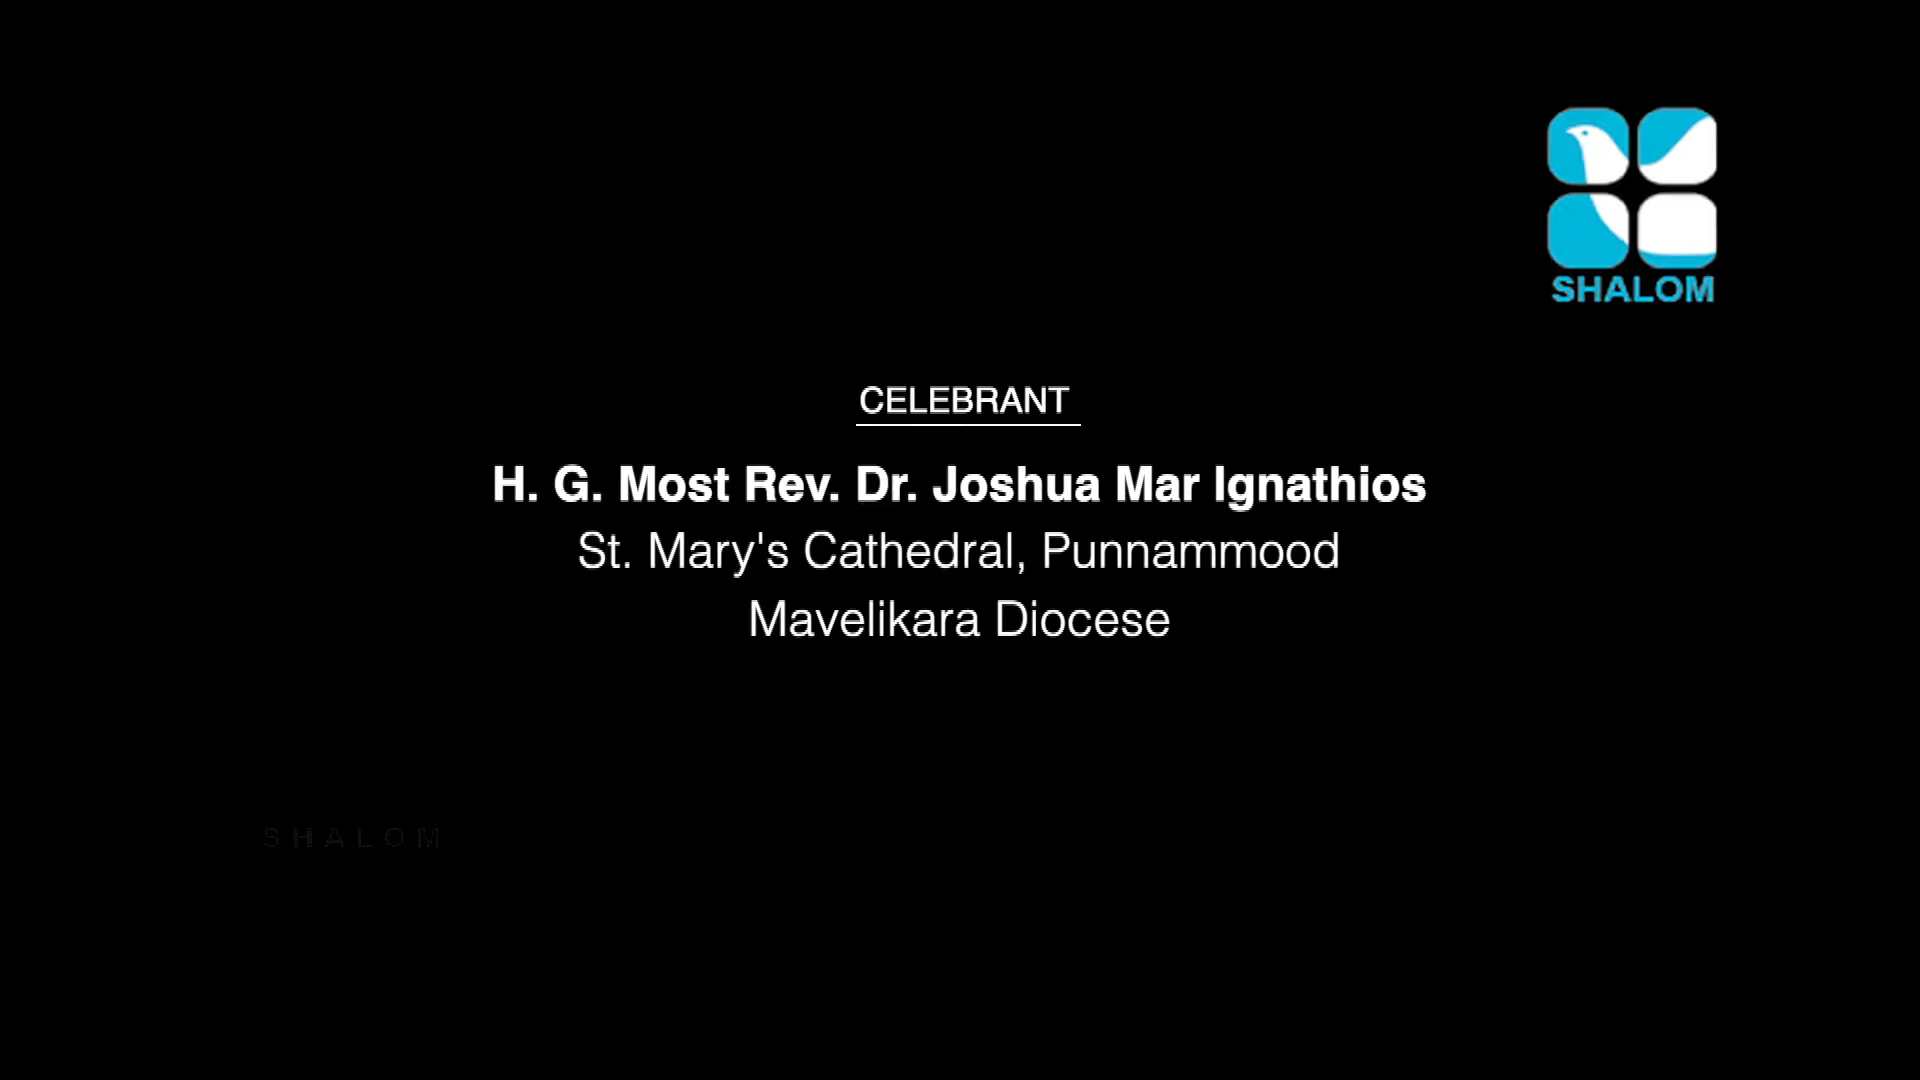 SHALOM
CELEBRANT
H. G. Most Rev. Dr. Joshua Mar Ignathios
St. Mary's Cathedral, Punnammood
Mavelikara Diocese
SHALOM